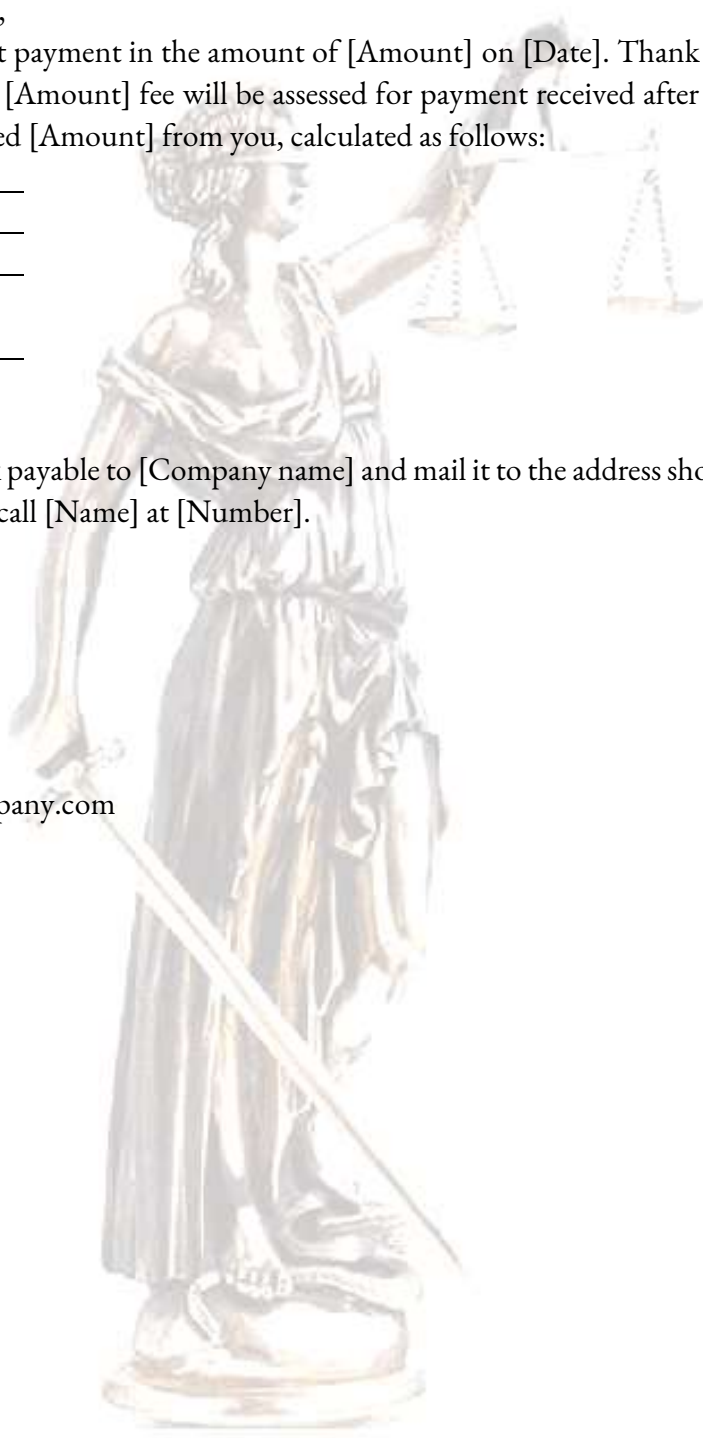 ,
t payment in the amount of [Amount] on [Date]. Thank
[Amount] fee will be assessed for payment received after
ed [Amount] from you, calculated as follows:
payable to [Company name] and mail it to the address sho
call [Name] at [Number].
pany.com